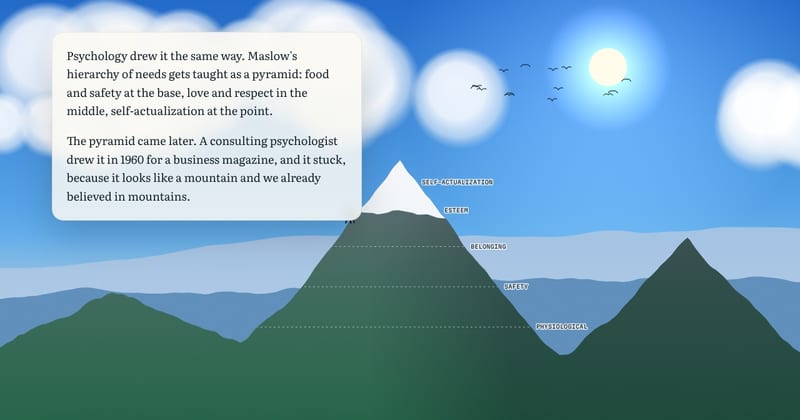 Psychology drew it the same way. Maslow's
hierarchy of needs gets taught as a pyramid: food
and safety at the base, love and respect in the
middle, self-actualization at the point.
The pyramid came later. A consulting psychologist
drew it in 1960 for a business magazine, and it stuck,
because it looks like a mountain and we already
believed in mountains.
SELF-ACTUALIZATION
ESTEEM
BELONGING
SAFETY
PHYSIOLOGICAL